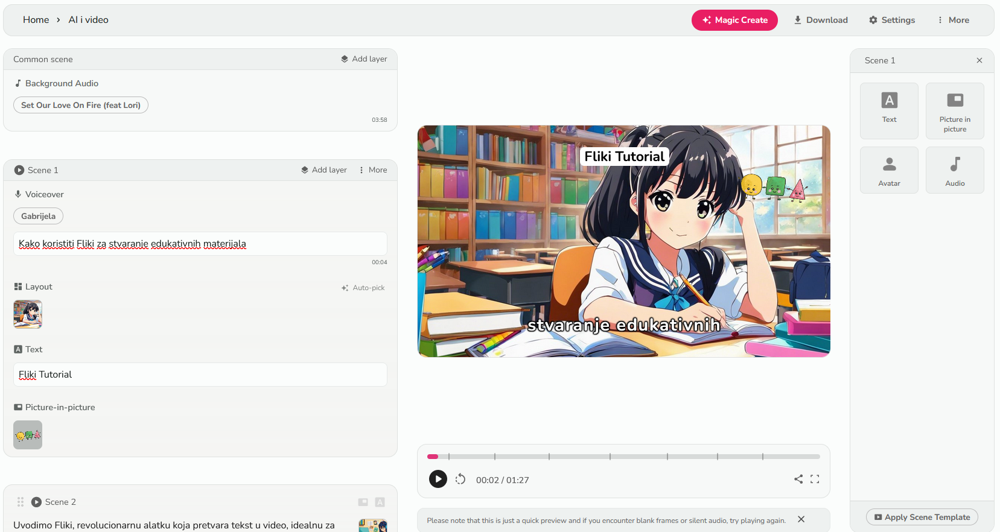 Home > AI i video
Magic Create
Download
Settings
More
Common scene
Add layer
Background Audio
Set Our Love On Fire (feat Lori)
03:58
Scene 1
Add layer
More
Voiceover
Gabrijela
Kako koristiti Fliki za stvaranje edukativnih materijala
00:04
Layout
Auto-pick
Text
Fliki Tutorial
Picture-in-picture
Scene 2
Uvodimo Fliki, revolucionarnu alatku koja pretvara tekst u video, idealnu za
Fliki Tutorial
stvaranje edukativnih
00:02 / 01:27
Please note that this is just a quick preview and if you encounter blank frames or silent audio, try playing again.
Scene 1
Text
Picture in
picture
Avatar
Audio
Apply Scene Template